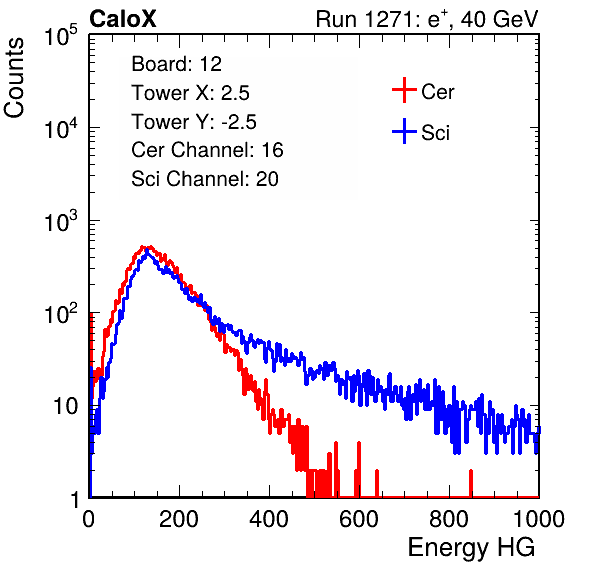 CaloX Run 1271: e⁺, 40 GeV
Counts
Board: 12
Tower X: 2.5
Tower Y: -2.5
Cer Channel: 16
Sci Channel: 20
Cer
Sci
10⁵
10⁴
10³
10²
10
1
0 200 400 600 800 1000
Energy HG